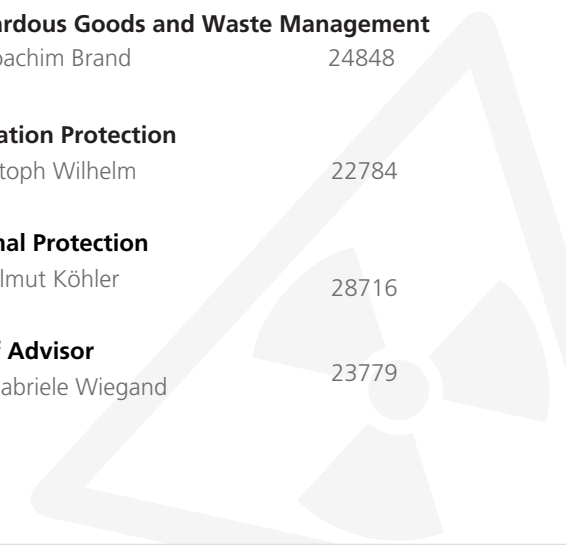 ardous Goods and Waste Management
oachim Brand 24848
ation Protection
toph Wilhelm 22784
nal Protection
lmut Köhler 28716
Advisor
abriele Wiegand 23779